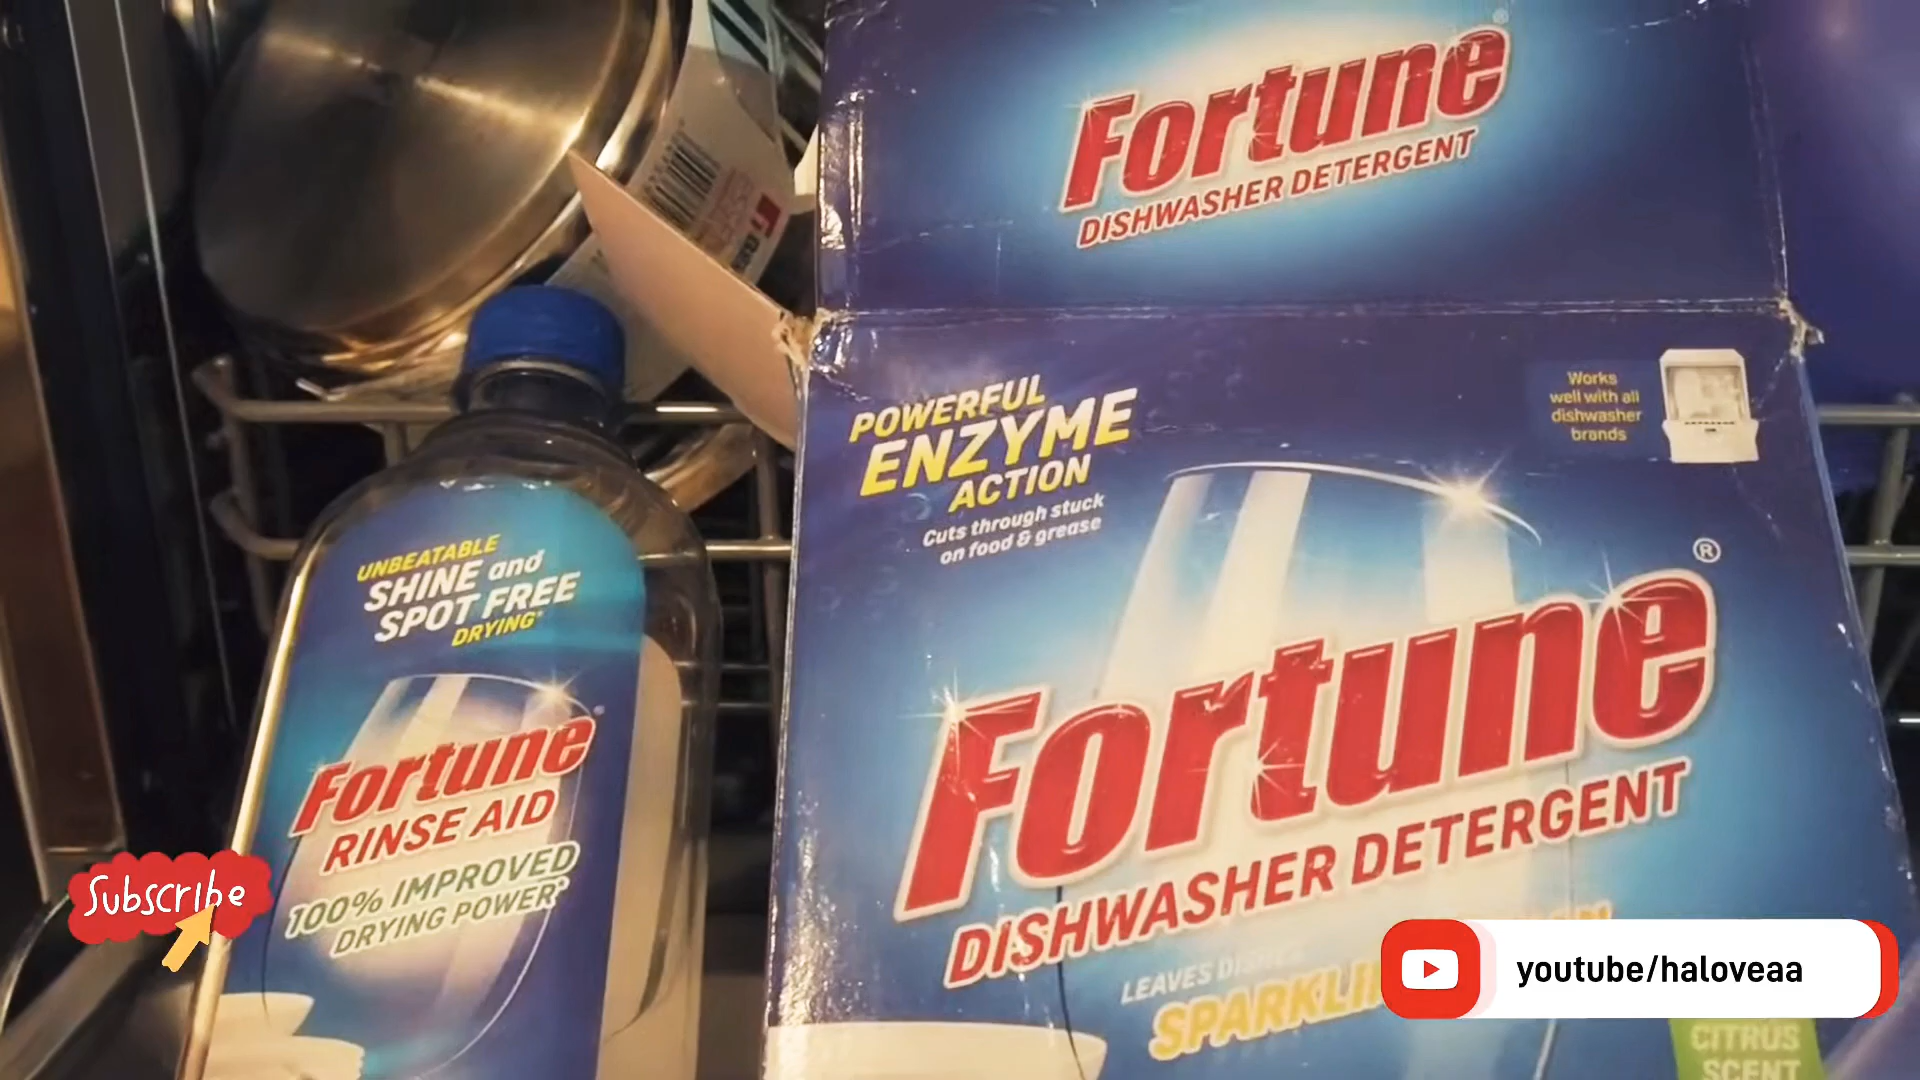 Fortune
DISHWASHER DETERGENT
POWERFUL
ENZYME
ACTION
Cuts through stuck
on food & grease
Works
well with all
dishwasher
brands
®
Fortune
DISHWASHER DETERGENT
LEAVES
CITRUS
SCENT
UNBEATABLE
SHINE and
SPOT FREE
DRYING*
Fortune
RINSE AID
100% IMPROVED
DRYING POWER*
Subscribe
youtube/haloveaa